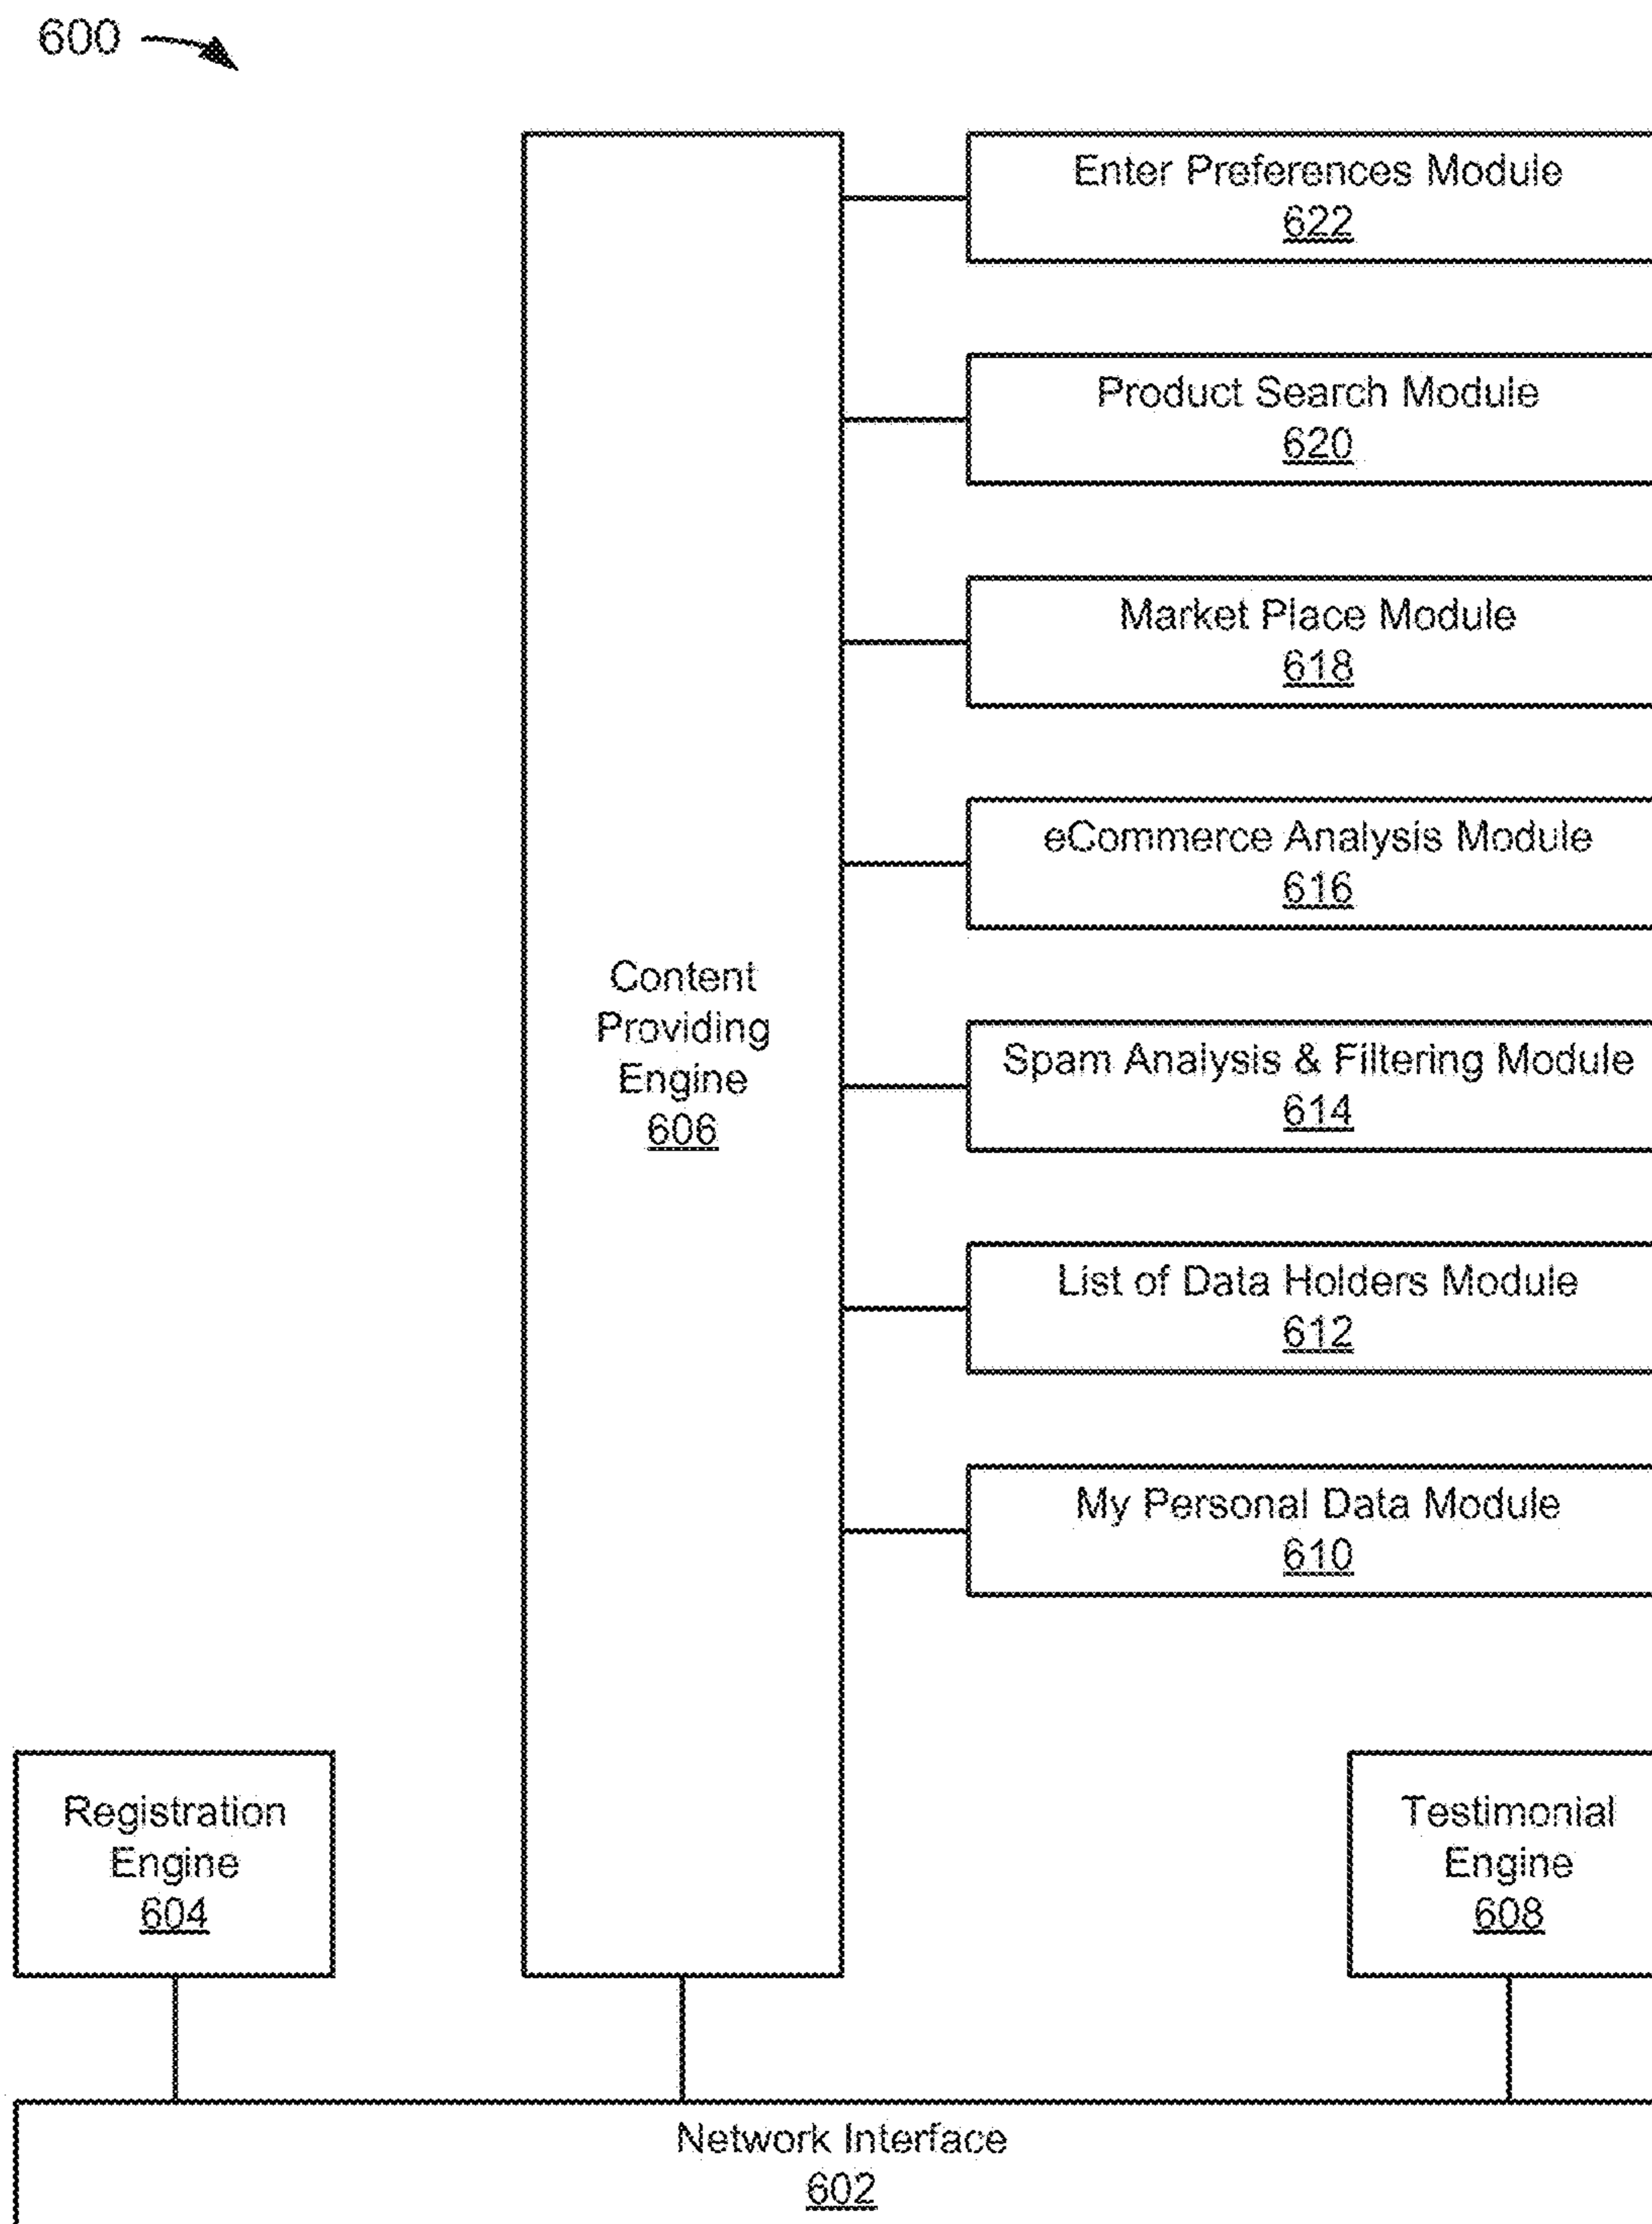 600
Enter Preferences Module
622
Product Search Module
620
Market Place Module
618
eCommerce Analysis Module
616
Content
Providing
Engine
606
Spam Analysis & Filtering Module
614
List of Data Holders Module
612
My Personal Data Module
610
Registration
Engine
604
Testimonial
Engine
608
Network Interface
602